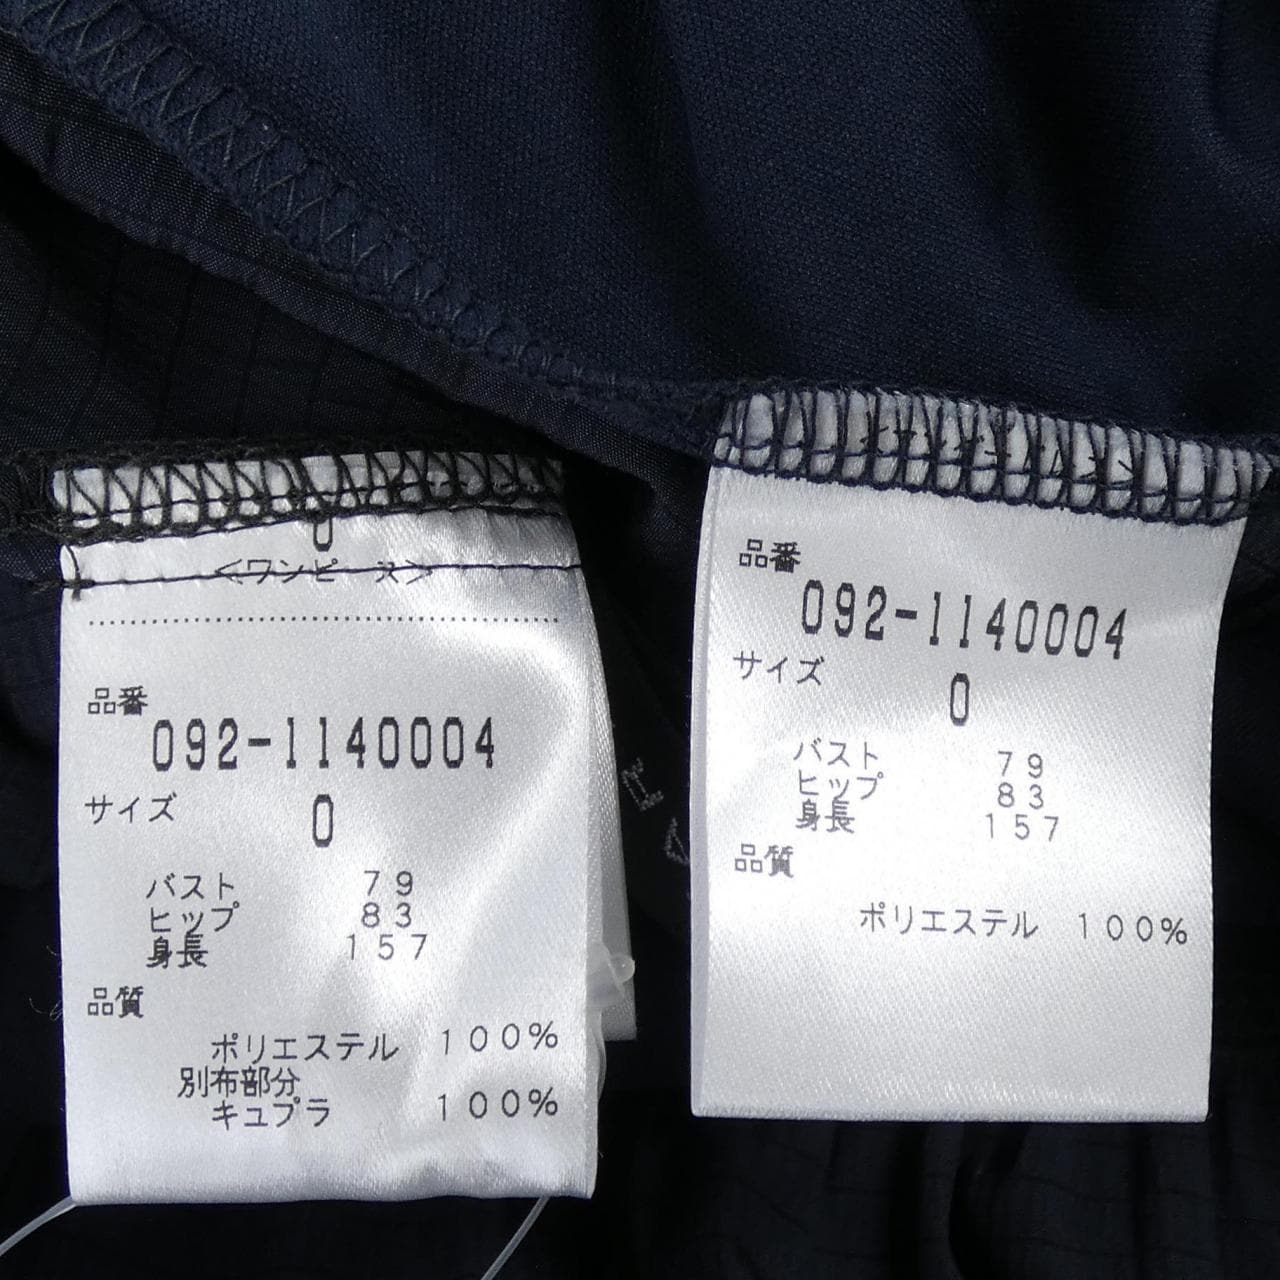 <ワンピース>
品番
092-1140004
サイズ
0
バスト 79
ヒップ 83
身長 157
品質
ポリエステル 100%
別布部分
キュプラ 100%
品番
092-1140004
サイズ
0
バスト 79
ヒップ 83
身長 157
品質
ポリエステル 100%